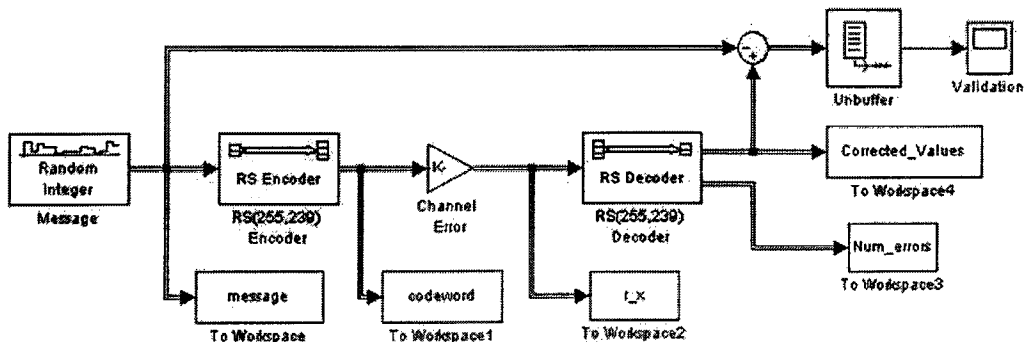 Unbuffer
Validation
Random
Integer
Message
RS Encoder
RS(255,239)
Encoder
K
Channel
Error
RS Decoder
RS(255,239)
Decoder
Corrected_Values
To Workspace4
Num_errors
To Workspace3
message
To Workspace
codeword
To Workspace1
r_x
To Workspace2